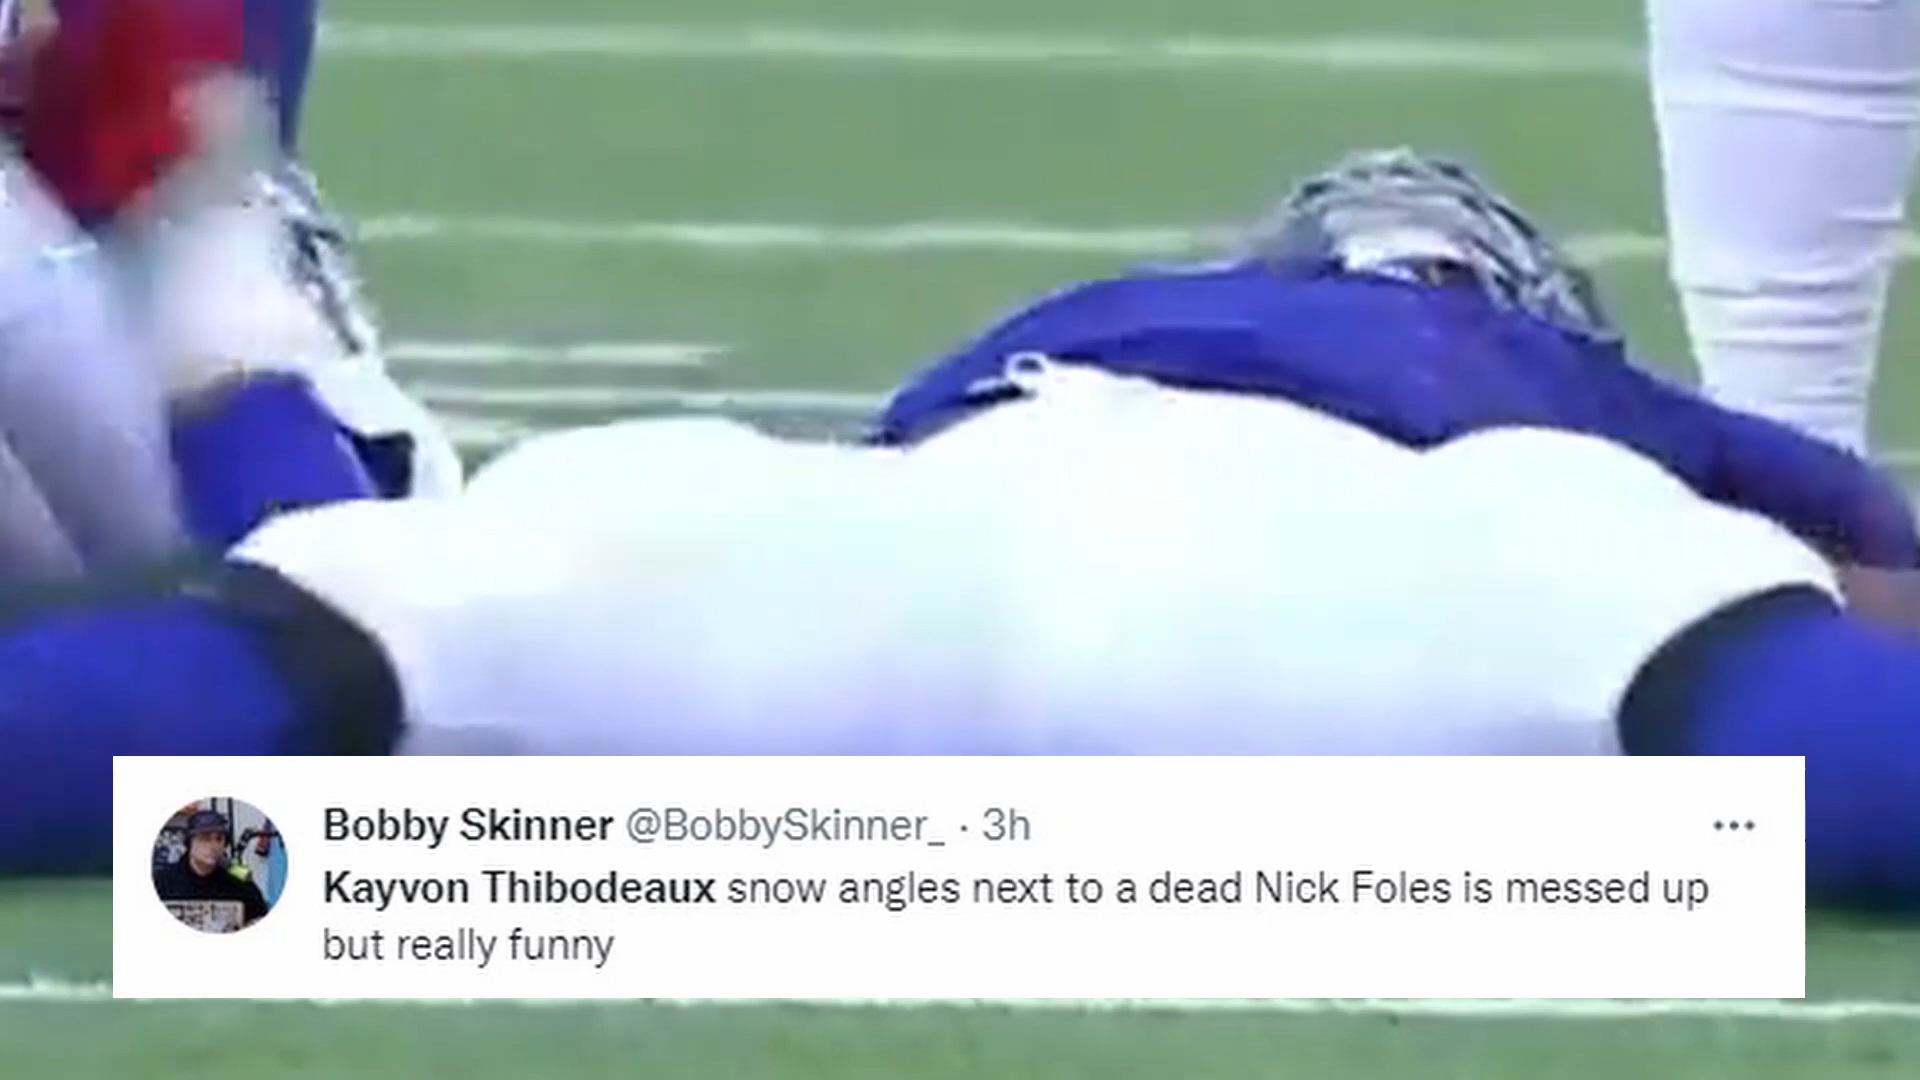 Bobby Skinner @BobbySkinner_ · 3h
Kayvon Thibodeaux snow angles next to a dead Nick Foles is messed up
but really funny